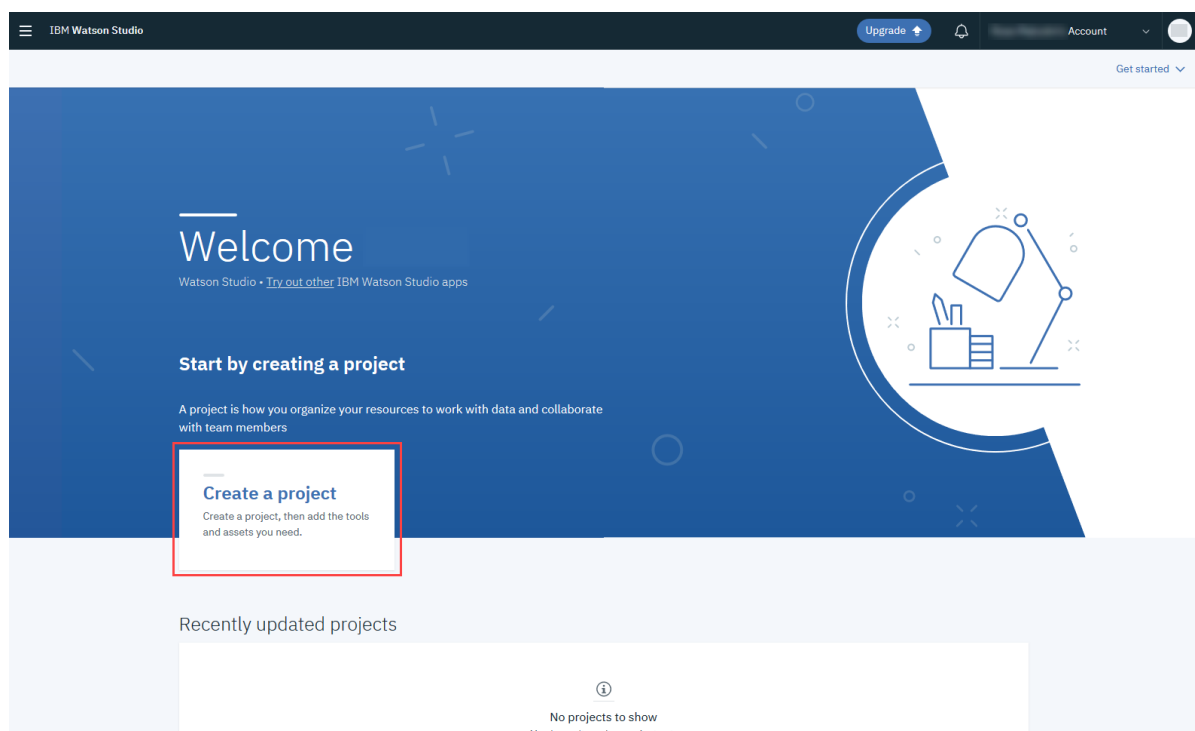 IBM Watson Studio
Upgrade
Account
Get started
Welcome
Watson Studio • Try out other IBM Watson Studio apps
Start by creating a project
A project is how you organize your resources to work with data and collaborate
with team members
Create a project
Create a project, then add the tools
and assets you need.
Recently updated projects
No projects to show